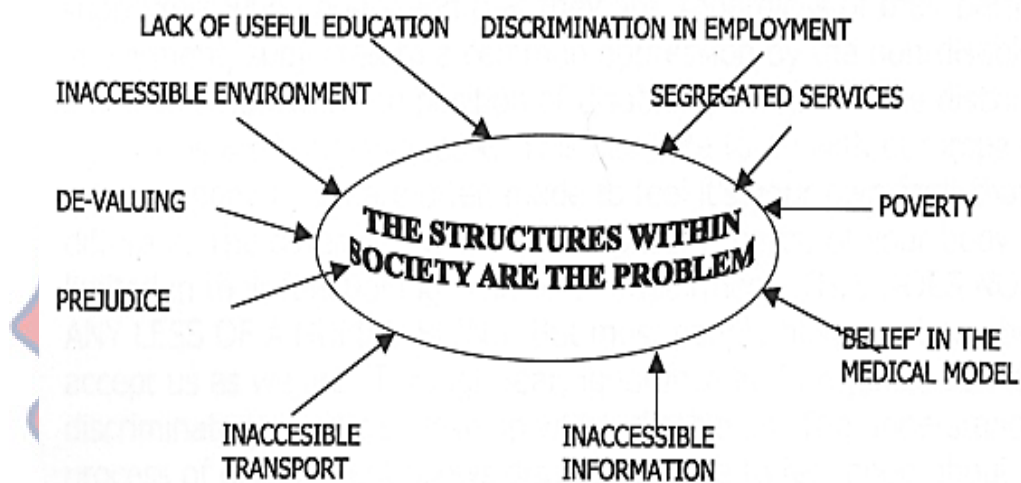 LACK OF USEFUL EDUCATION
DISCRIMINATION IN EMPLOYMENT
INACCESSIBLE ENVIRONMENT
SEGREGATED SERVICES
DE-VALUING
POVERTY
THE STRUCTURES WITHIN
SOCIETY ARE THE PROBLEM
PREJUDICE
'BELIEF' IN THE
MEDICAL MODEL
INACCESIBLE
TRANSPORT
INACCESSIBLE
INFORMATION